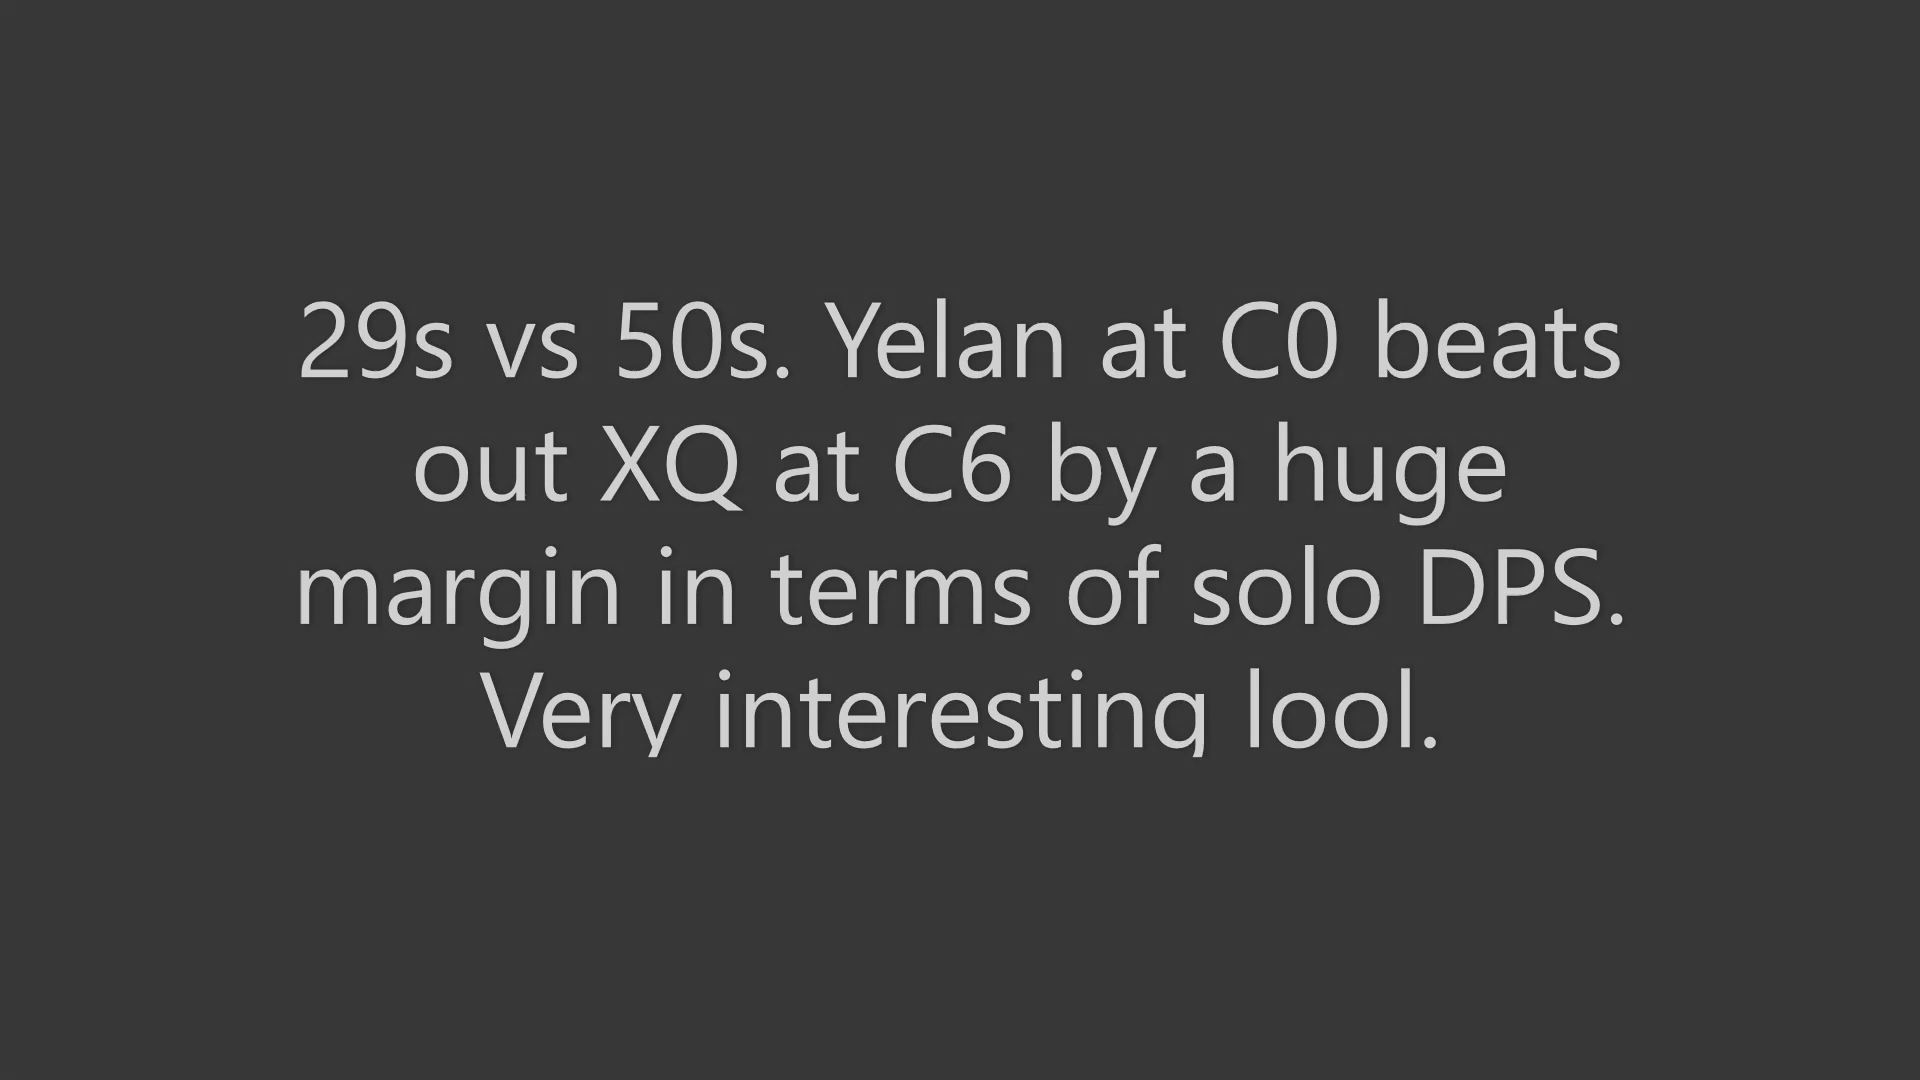 29s vs 50s. Yelan at C0 beats
out XQ at C6 by a huge
margin in terms of solo DPS.
Very interesting lool.